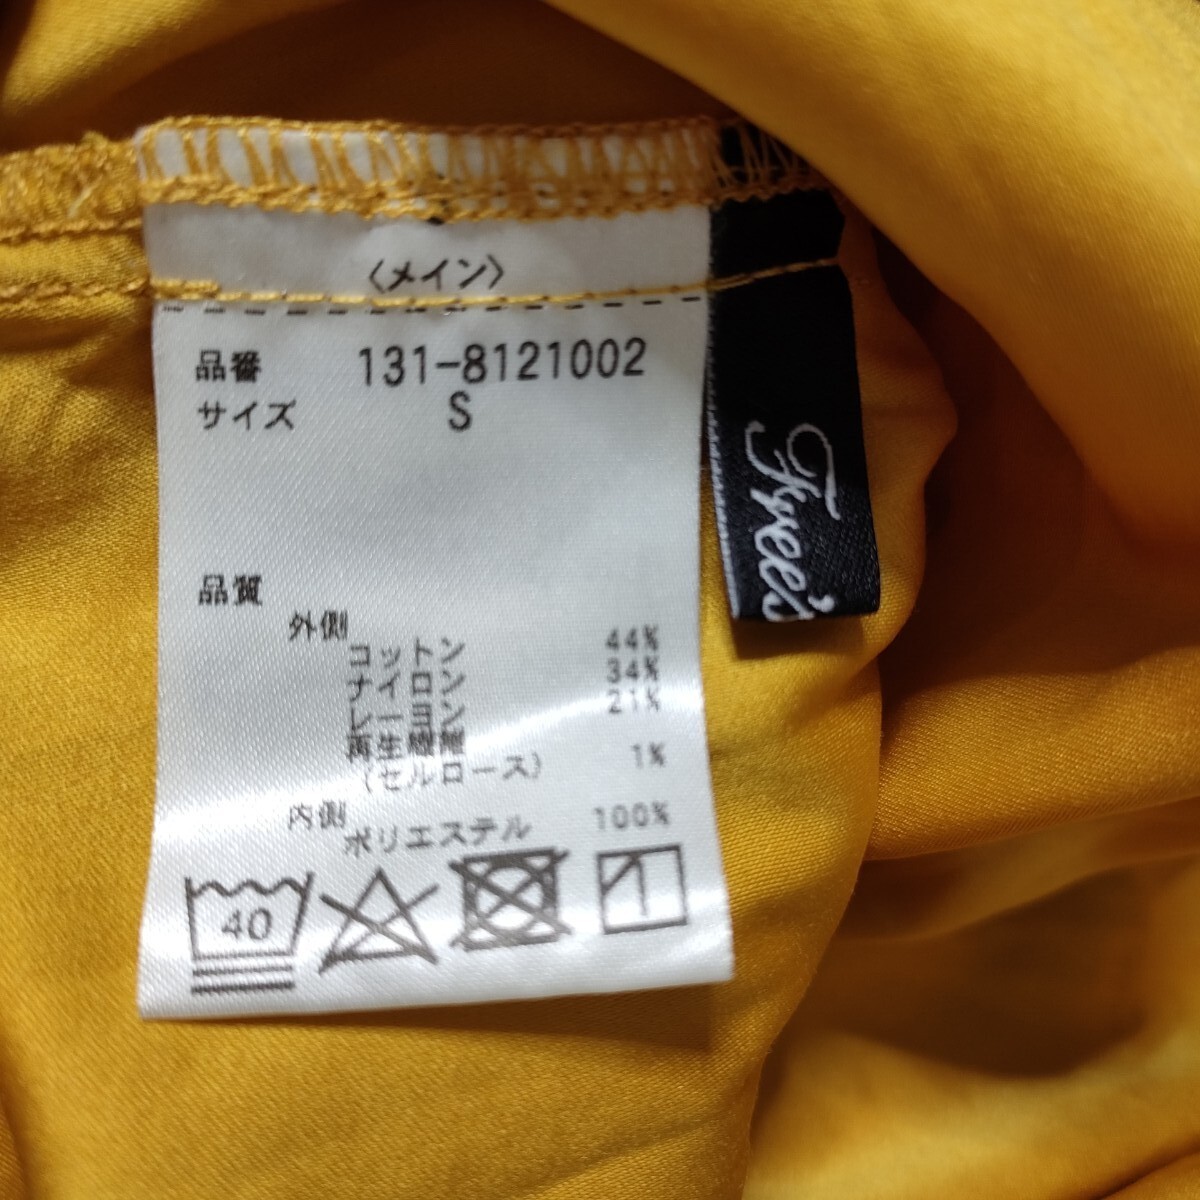 〈メイン〉
品番 131-8121002
サイズ S
品質
外側
コットン 44%
ナイロン 34%
レーヨン 21%
再生繊維
(セルロース) 1%
内側
ポリエステル 100%
40